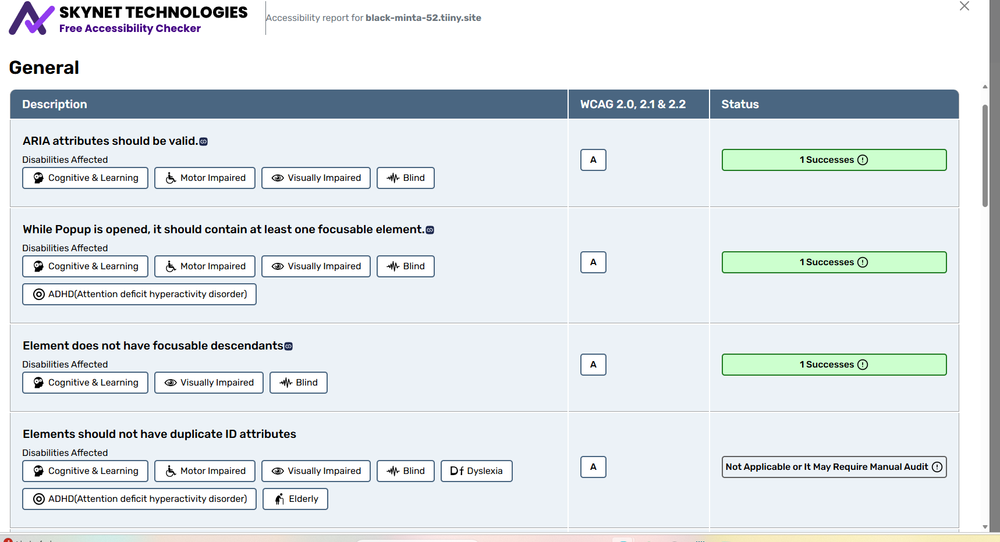 SKYNET TECHNOLOGIES
Free Accessibility Checker
Accessibility report for black-minta-52.tiiny.site
General
Description
WCAG 2.0, 2.1 & 2.2
Status
ARIA attributes should be valid.
Disabilities Affected
Cognitive & Learning
Motor Impaired
Visually Impaired
Blind
A
1 Successes
While Popup is opened, it should contain at least one focusable element.
Disabilities Affected
Cognitive & Learning
Motor Impaired
Visually Impaired
Blind
ADHD(Attention deficit hyperactivity disorder)
A
1 Successes
Element does not have focusable descendants
Disabilities Affected
Cognitive & Learning
Visually Impaired
Blind
A
1 Successes
Elements should not have duplicate ID attributes
Disabilities Affected
Cognitive & Learning
Motor Impaired
Visually Impaired
Blind
Df Dyslexia
ADHD(Attention deficit hyperactivity disorder)
Elderly
A
Not Applicable or It May Require Manual Audit